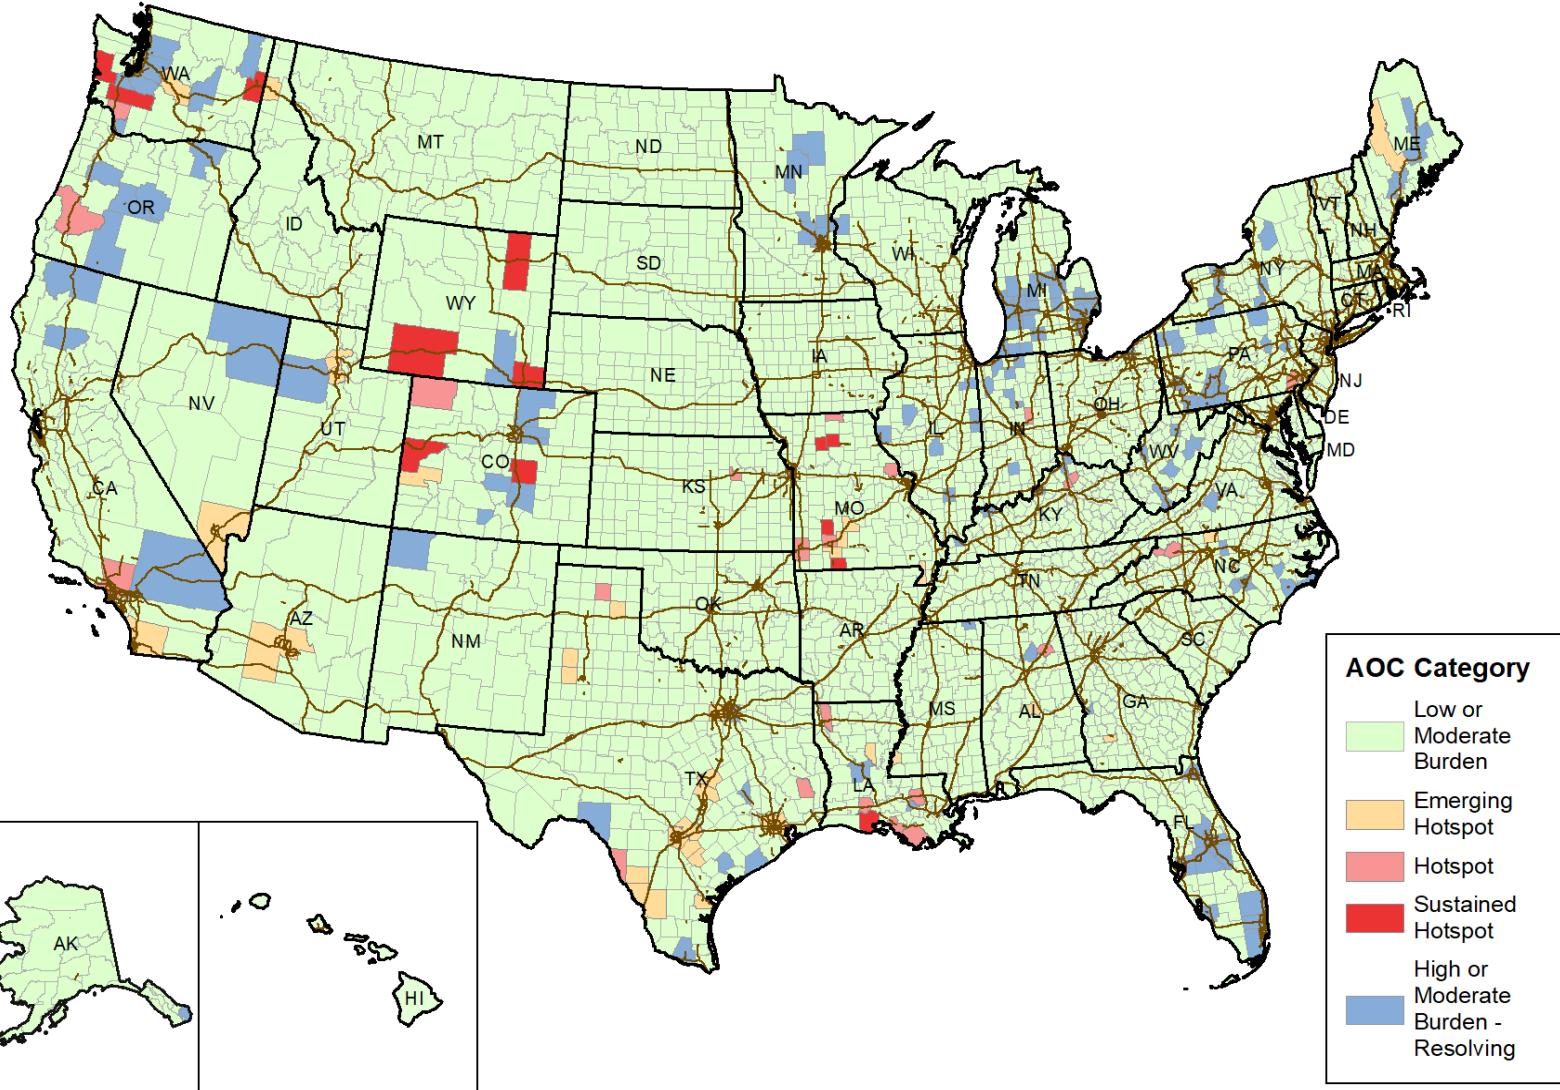 WA
MT
ND
MN
ME
OR
ID
SD
WI
VT
NH
WY
MI
NY
MA
CT
RI
NV
UT
NE
IA
PA
NJ
CA
CO
KS
MO
IL
IN
OH
DE
WV
MD
KY
VA
AZ
NM
OK
AR
TN
NC
SC
MS
AL
GA
TX
LA
FL
AK
HI
AOC Category
Low or
Moderate
Burden
Emerging
Hotspot
Hotspot
Sustained
Hotspot
High or
Moderate
Burden -
Resolving